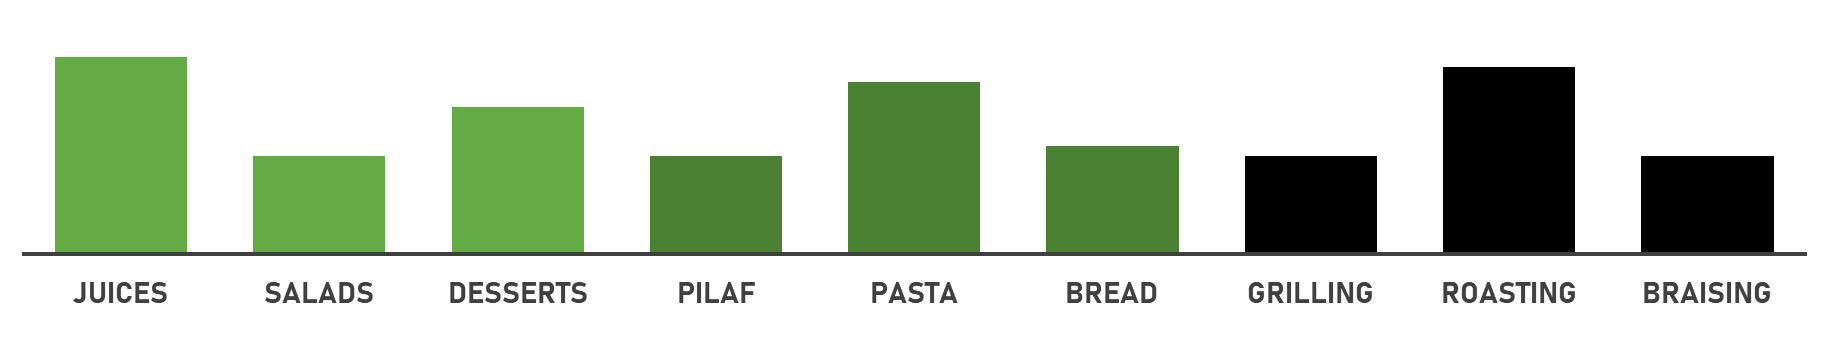 JUICES SALADS DESSERTS PILAF PASTA BREAD GRILLING ROASTING BRAISING